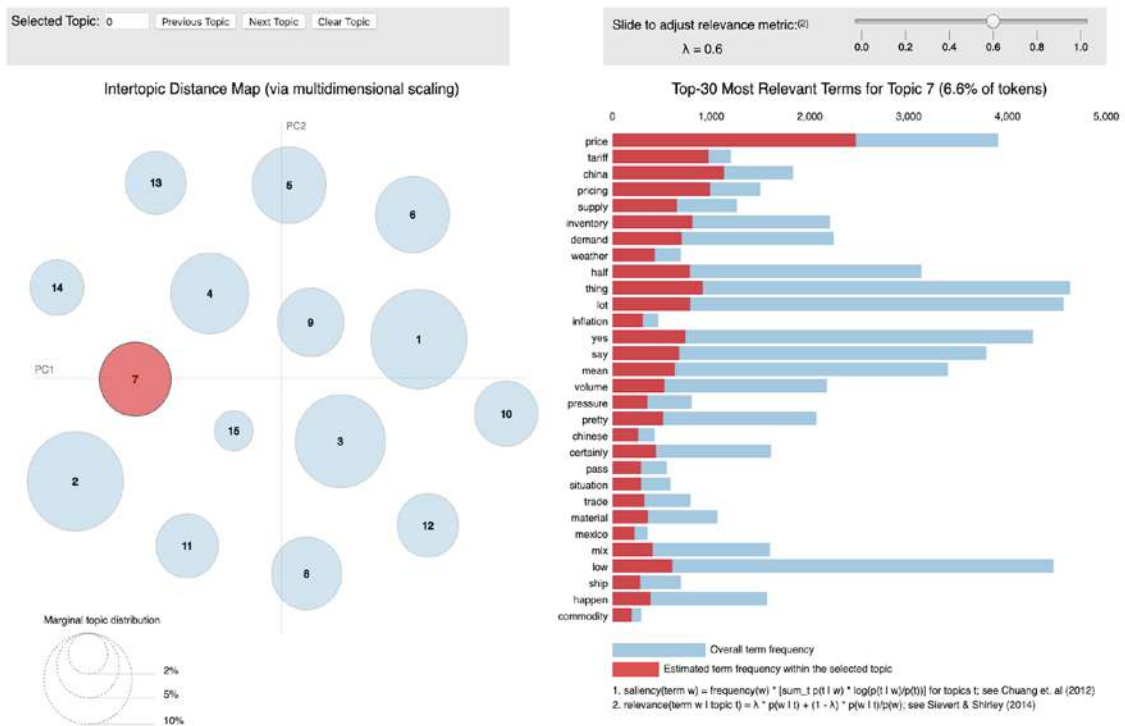 Selected Topic: 0 Previous Topic Next Topic Clear Topic
Slide to adjust relevance metric:(2)
λ = 0.6
0.0 0.2 0.4 0.6 0.8 1.0
Intertopic Distance Map (via multidimensional scaling)
PC2
PC1
13
5
6
14
4
9
1
7
10
15
3
2
12
11
8
Marginal topic distribution
2%
5%
10%
Top-30 Most Relevant Terms for Topic 7 (6.6% of tokens)
0 1,000 2,000 3,000 4,000 5,000
price
tariff
china
pricing
supply
inventory
demand
weather
half
thing
lot
inflation
yes
say
mean
volume
pressure
pretty
chinese
certainly
pass
situation
trade
material
mexico
mix
low
ship
happen
commodity
Overall term frequency
Estimated term frequency within the selected topic
1. saliency(term w) = frequency(w) * [sum_t p(t | w) * log(p(t | w)/p(t))] for topics t; see Chuang et. al (2012)
2. relevance(term w | topic t) = λ * p(w | t) + (1 - λ) * p(w | t)/p(w); see Sievert & Shirley (2014)